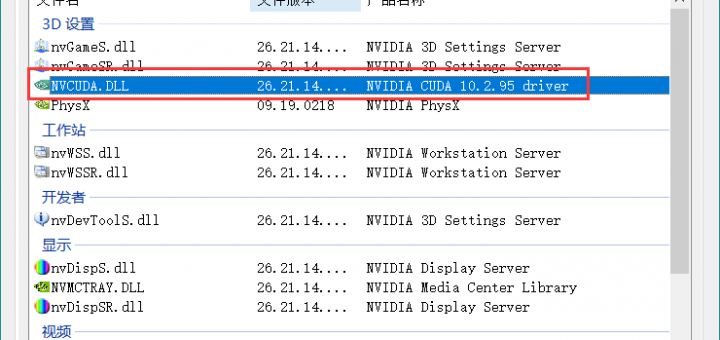 文件名 文件版本 产品名称
3D 设置
nvGameS.dll 26.21.14.... NVIDIA 3D Settings Server
nvGameSR.dll 26.21.14.... NVIDIA 3D Settings Server
NVCUDA.DLL 26.21.14.... NVIDIA CUDA 10.2.95 driver
PhysX 09.19.0218 NVIDIA PhysX
工作站
nvWSS.dll 26.21.14.... NVIDIA Workstation Server
nvWSSR.dll 26.21.14.... NVIDIA Workstation Server
开发者
nvDevToolS.dll 26.21.14.... NVIDIA 3D Settings Server
显示
nvDispS.dll 26.21.14.... NVIDIA Display Server
NVMCTRAY.DLL 26.21.14.... NVIDIA Media Center Library
nvDispSR.dll 26.21.14.... NVIDIA Display Server
视频